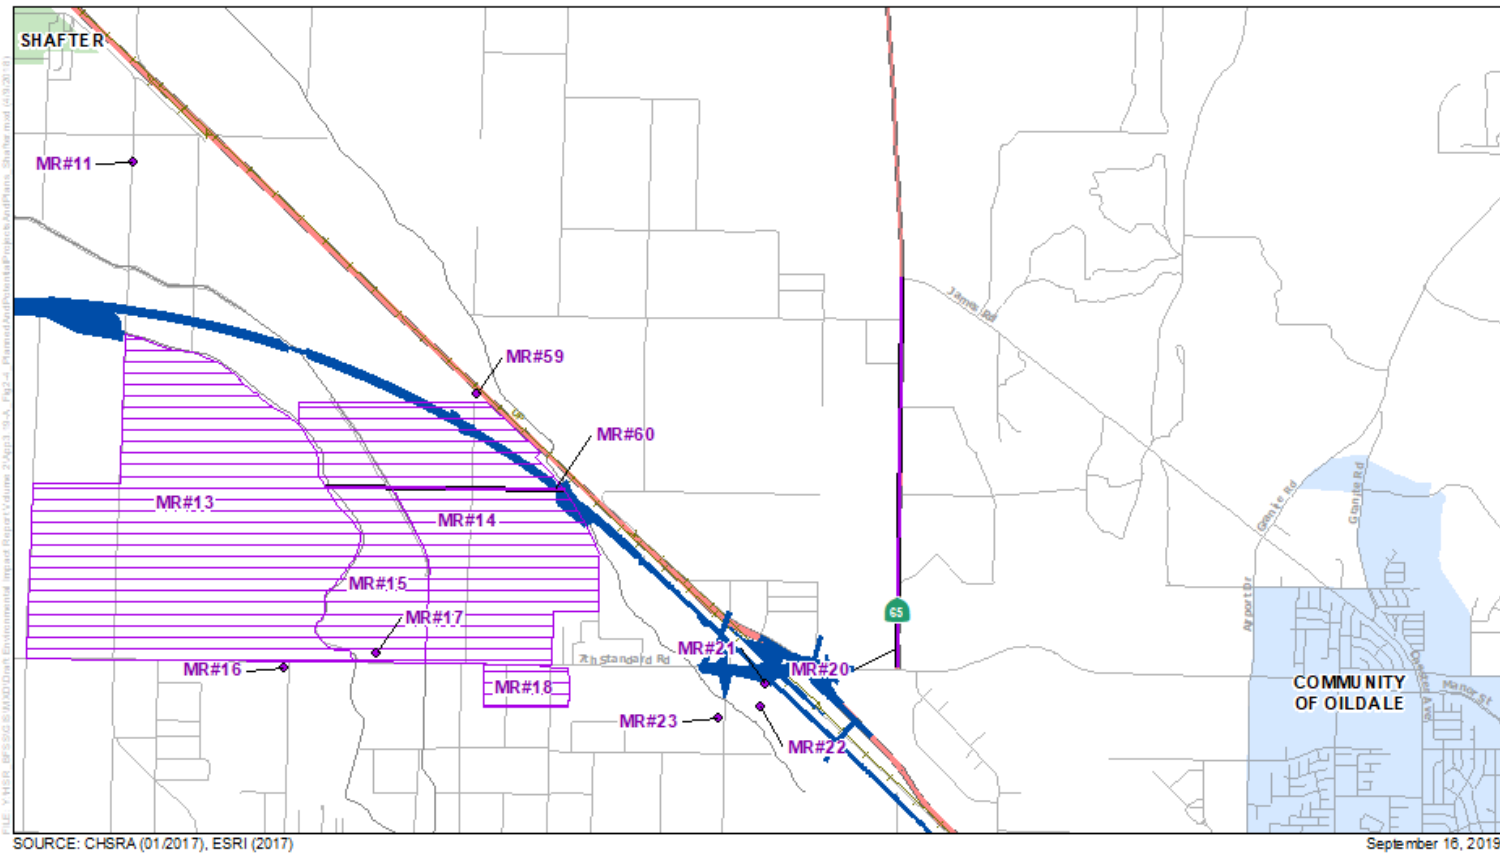 SHAFTER
MR#11
James Rd
MR#59
UP
MR#60
MR#13
MR#14
Granite Rd
Granite Rd
MR#15
Airport Dr
65
MR#17
MR#21
7th Standard Rd
MR#16
MR#20
MR#18
COMMUNITY
OF OILDALE
Manor St
MR#23
MR#22
SOURCE: CHSRA (01/2017), ESRI (2017)
September 16, 2019